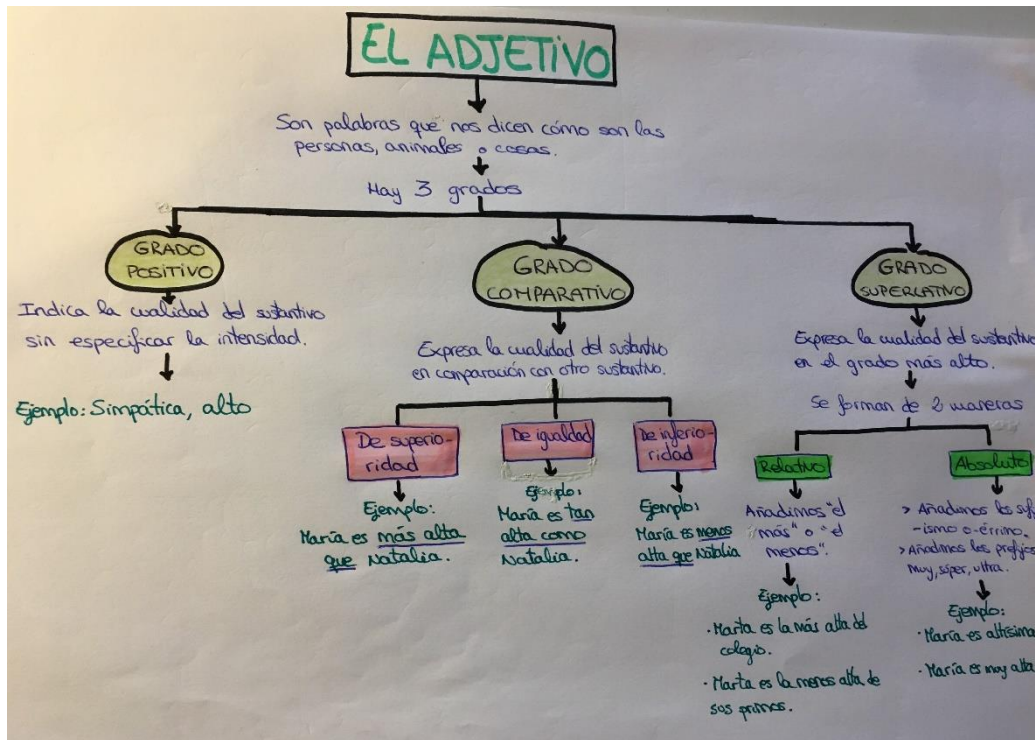 EL ADJETIVO
Son palabras que nos dicen cómo son las
personas, animales o cosas.
Hay 3 grados
GRADO
POSITIVO
Indica la cualidad del sustantivo
sin especificar la intensidad.
Ejemplo: Simpática, alto
GRADO
COMPARATIVO
Expresa la cualidad del sustantivo
en comparación con otro sustantivo.
De superio-
ridad
Ejemplo:
María es más alta
que Natalia.
De igualdad
Ejemplo:
María es tan
alta como
Natalia.
De inferio-
ridad
Ejemplo:
María es menos
alta que Natalia
GRADO
SUPERLATIVO
Expresa la cualidad del sustantivo
en el grado más alto.
Se forman de 2 maneras
Relativo
Añadimos "el
más" o "el
menos".
Ejemplo:
· Marta es la más alta del
colegio.
· Marta es la menos alta de
sus primos.
Absoluto
> Añadimos los suf
-ismo o -érrimo.
> Añadimos los prefijos
muy, súper, ultra.
Ejemplo:
· María es altísima
· María es muy alta